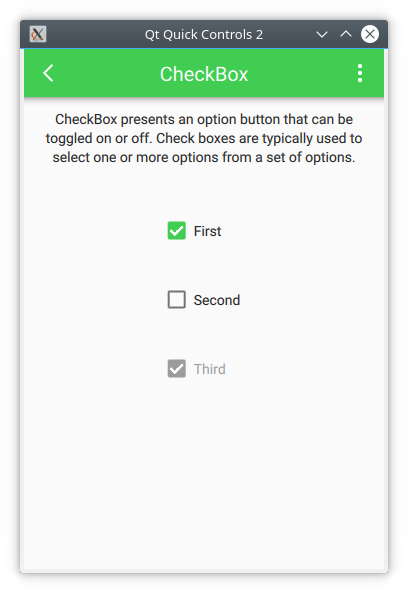 Qt Quick Controls 2
CheckBox
CheckBox presents an option button that can be
toggled on or off. Check boxes are typically used to
select one or more options from a set of options.
First
Second
Third